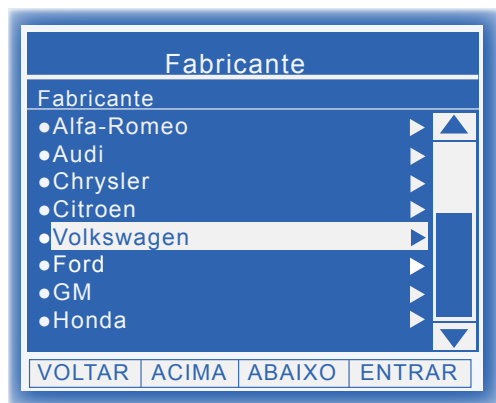 Fabricante
Fabricante
●Alfa-Romeo
●Audi
●Chrysler
●Citroen
●Volkswagen
●Ford
●GM
●Honda
VOLTAR ACIMA ABAIXO ENTRAR